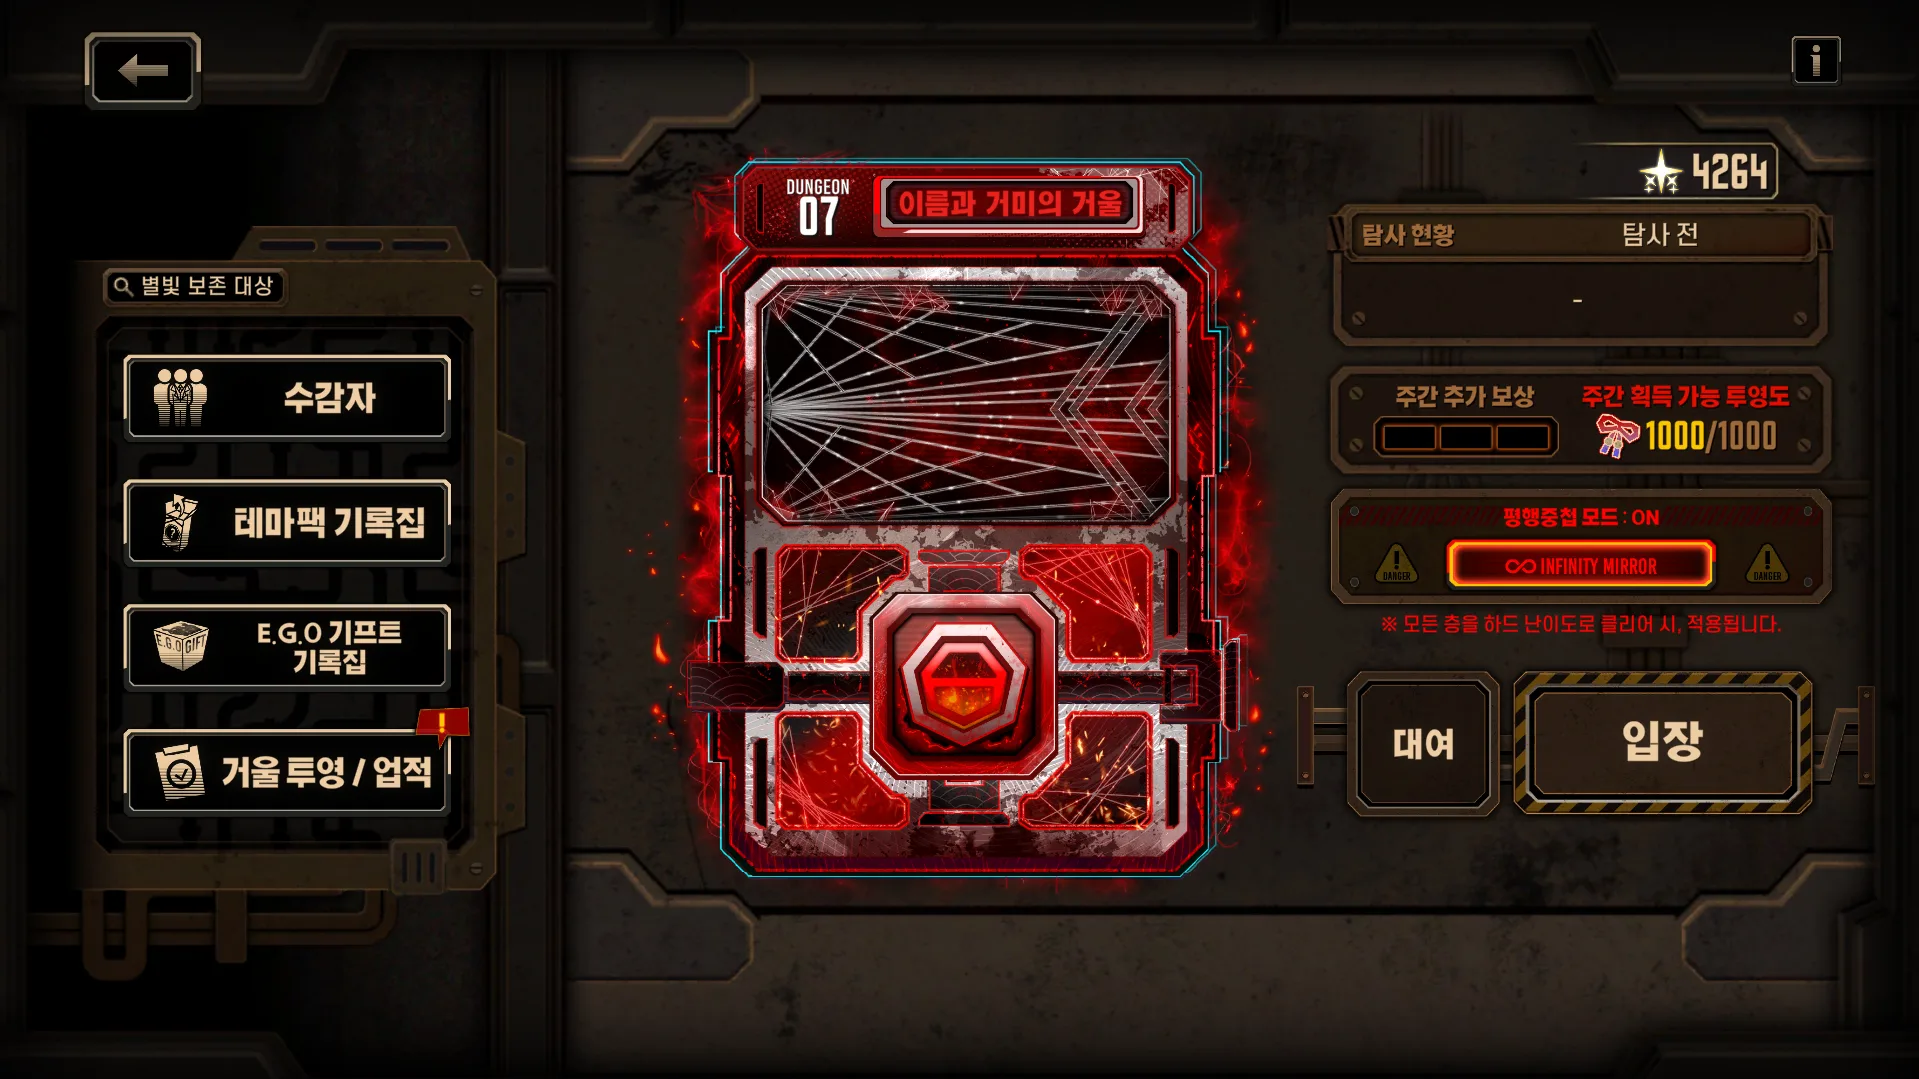 DUNGEON
07
이름과 거미의 거울
4264
탐사 현황
탐사 전
-
별빛 보존 대상
수감자
테마팩 기록집
E.G.O GIFT
E.G.O 기프트
기록집
!
거울 투영 / 업적
주간 추가 보상
주간 획득 가능 투영도
1000/1000
평행중첩 모드 : ON
DANGER
∞ INFINITY MIRROR
DANGER
※ 모든 층을 하드 난이도로 클리어 시, 적용됩니다.
대여
입장